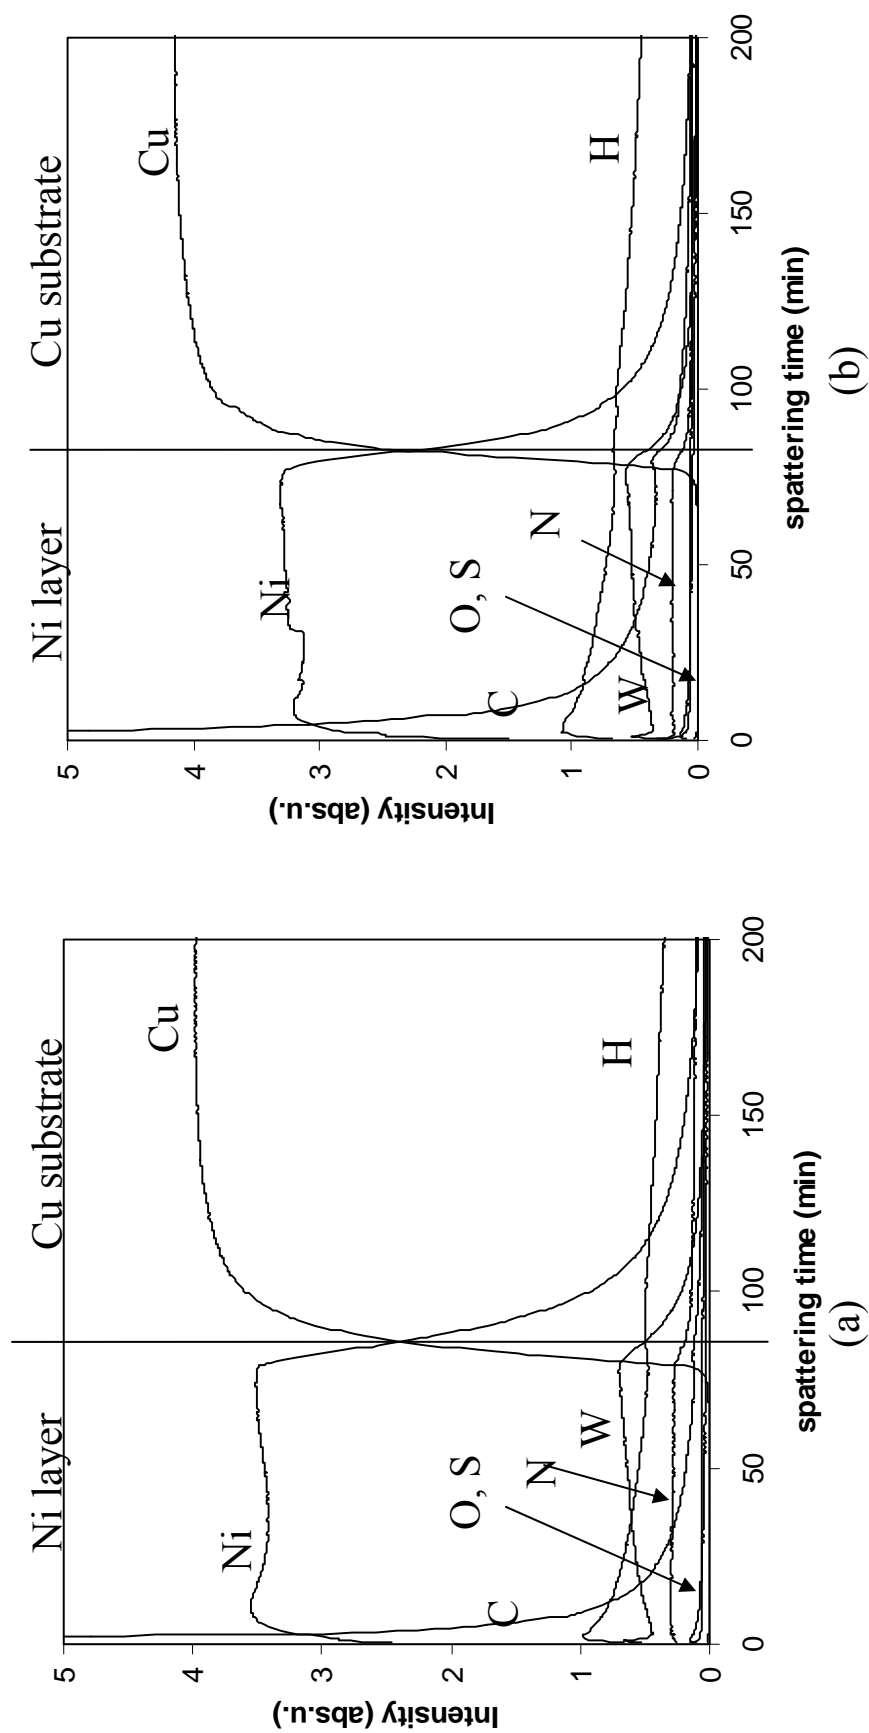 Ni layer
Cu substrate
5
4
3
2
1
0
Intensity (abs.u.)
Ni
Cu
C
O, S
N
W
H
0
50
100
150
200
spattering time (min)
(a)
Ni layer
Cu substrate
5
4
3
2
1
0
Intensity (abs.u.)
Ni
Cu
C
O, S
N
W
H
0
50
100
150
200
spattering time (min)
(b)